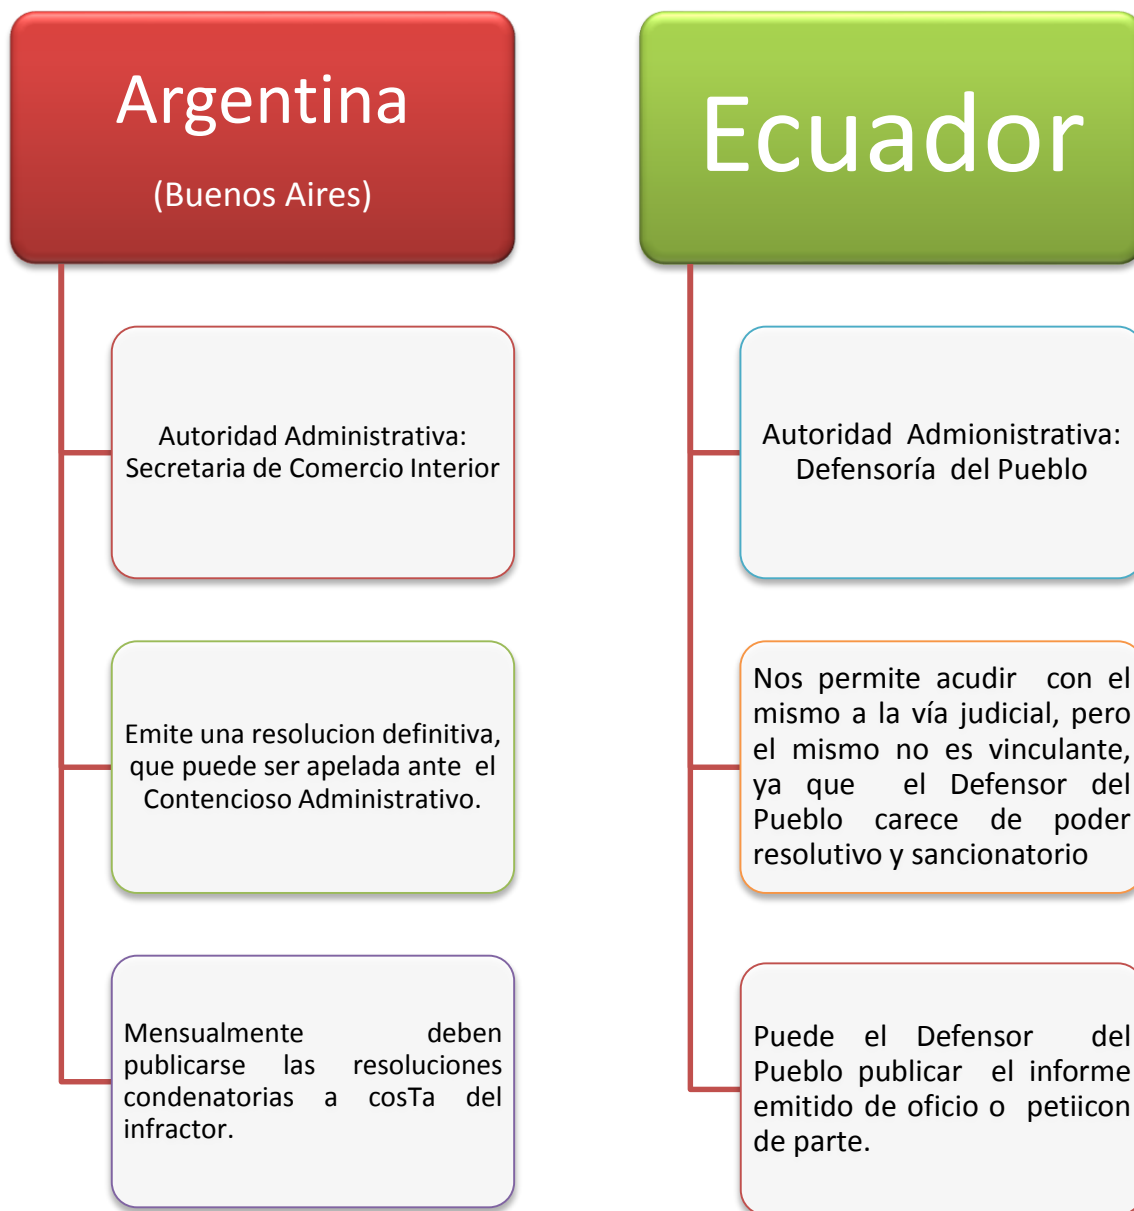 Argentina
(Buenos Aires)
Autoridad Administrativa:
Secretaria de Comercio Interior
Emite una resolucion definitiva,
que puede ser apelada ante el
Contencioso Administrativo.
Mensualmente deben
publicarse las resoluciones
condenatorias a cosTa del
infractor.
Ecuador
Autoridad Admionistrativa:
Defensoría del Pueblo
Nos permite acudir con el
mismo a la vía judicial, pero
el mismo no es vinculante,
ya que el Defensor del
Pueblo carece de poder
resolutivo y sancionatorio
Puede el Defensor del
Pueblo publicar el informe
emitido de oficio o petiicon
de parte.